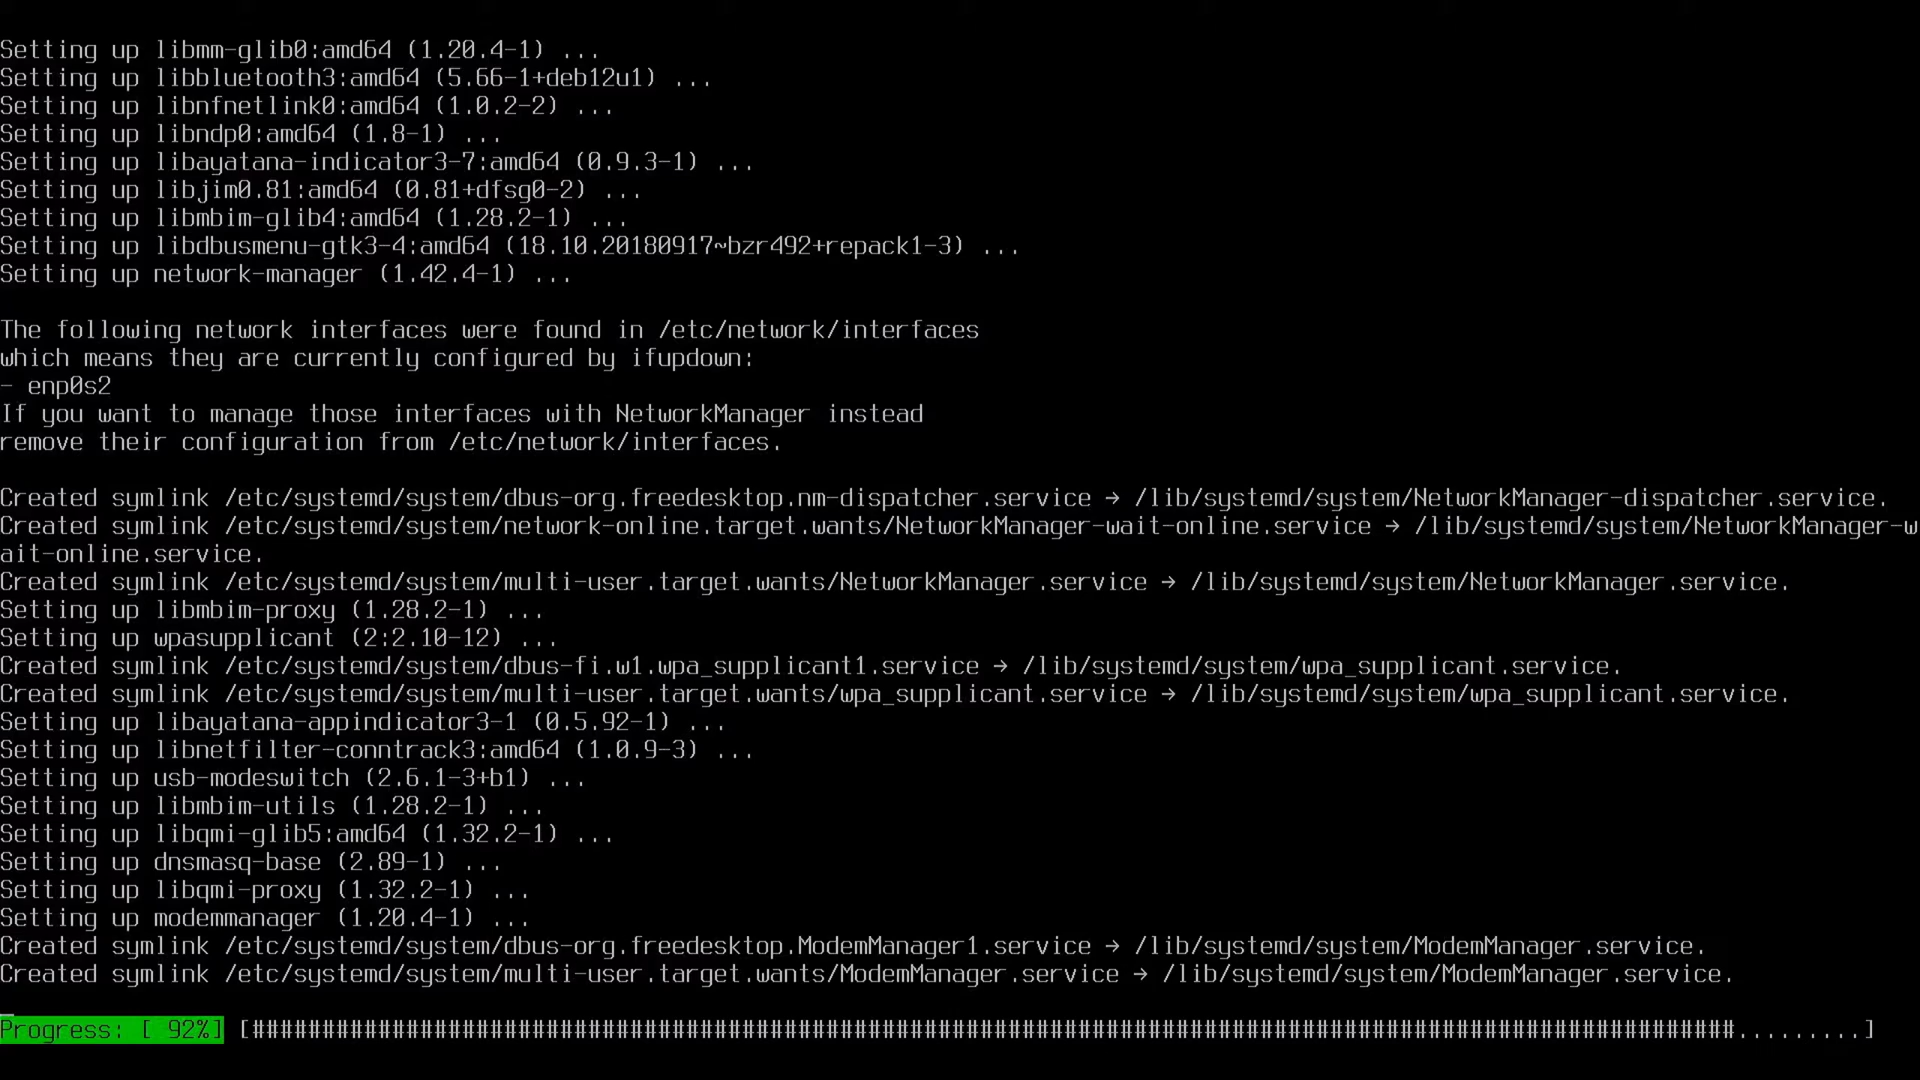 Setting up libmm-glib0:amd64 (1.20.4-1) ...
Setting up libbluetooth3:amd64 (5.66-1+deb12u1) ...
Setting up libnfnetlink0:amd64 (1.0.2-2) ...
Setting up libndp0:amd64 (1.8-1) ...
Setting up libayatana-indicator3-7:amd64 (0.9.3-1) ...
Setting up libjim0.81:amd64 (0.81+dfsg0-2) ...
Setting up libmbim-glib4:amd64 (1.28.2-1) ...
Setting up libdbusmenu-gtk3-4:amd64 (18.10.20180917~bzr492+repack1-3) ...
Setting up network-manager (1.42.4-1) ...
The following network interfaces were found in /etc/network/interfaces
which means they are currently configured by ifupdown:
- enp0s2
If you want to manage those interfaces with NetworkManager instead
remove their configuration from /etc/network/interfaces.
Created symlink /etc/systemd/system/dbus-org.freedesktop.nm-dispatcher.service → /lib/systemd/system/NetworkManager-dispatcher.service.
Created symlink /etc/systemd/system/network-online.target.wants/NetworkManager-wait-online.service → /lib/systemd/system/NetworkManager-w
ait-online.service.
Created symlink /etc/systemd/system/multi-user.target.wants/NetworkManager.service → /lib/systemd/system/NetworkManager.service.
Setting up libmbim-proxy (1.28.2-1) ...
Setting up wpasupplicant (2:2.10-12) ...
Created symlink /etc/systemd/system/dbus-fi.w1.wpa_supplicant1.service → /lib/systemd/system/wpa_supplicant.service.
Created symlink /etc/systemd/system/multi-user.target.wants/wpa_supplicant.service → /lib/systemd/system/wpa_supplicant.service.
Setting up libayatana-appindicator3-1 (0.5.92-1) ...
Setting up libnetfilter-conntrack3:amd64 (1.0.9-3) ...
Setting up usb-modeswitch (2.6.1-3+b1) ...
Setting up libmbim-utils (1.28.2-1) ...
Setting up libqmi-glib5:amd64 (1.32.2-1) ...
Setting up dnsmasq-base (2.89-1) ...
Setting up libqmi-proxy (1.32.2-1) ...
Setting up modemmanager (1.20.4-1) ...
Created symlink /etc/systemd/system/dbus-org.freedesktop.ModemManager1.service → /lib/systemd/system/ModemManager.service.
Created symlink /etc/systemd/system/multi-user.target.wants/ModemManager.service → /lib/systemd/system/ModemManager.service.
Progress: [ 92%] [##########################################################################################################.........]